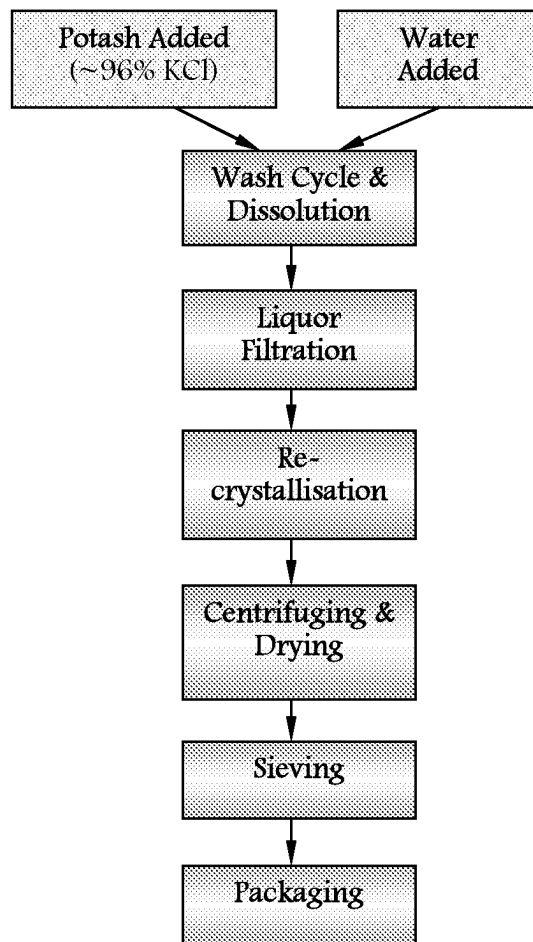 Potash Added
(~96% KCl)
Water
Added
Wash Cycle &
Dissolution
Liquor
Filtration
Re-
crystallisation
Centrifuging &
Drying
Sieving
Packaging